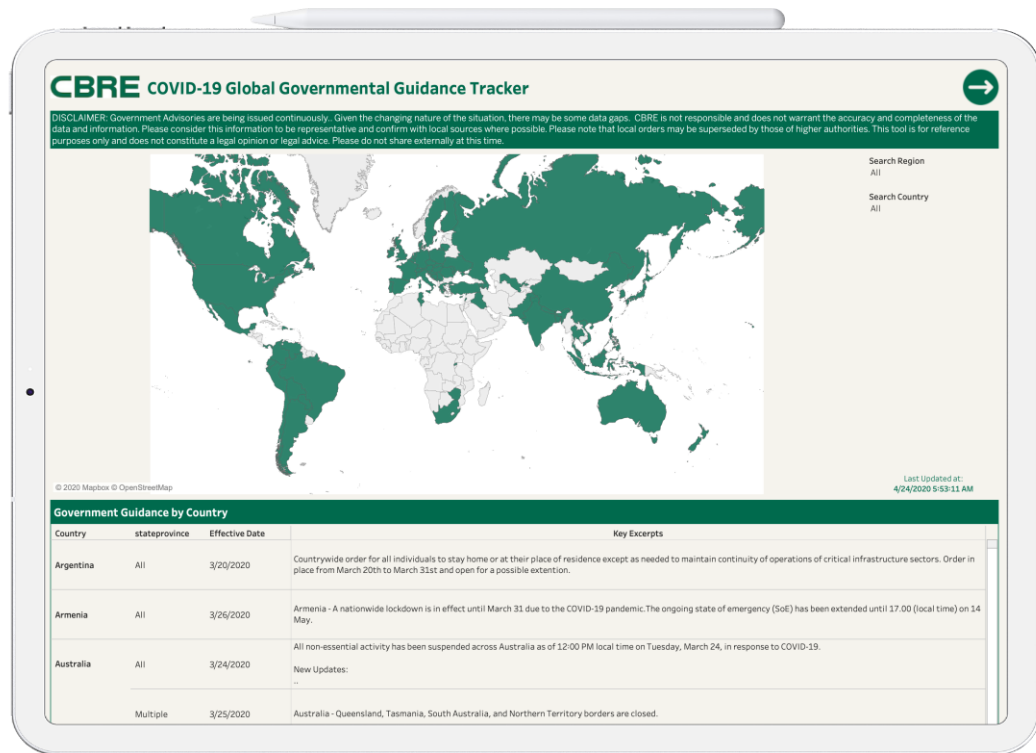 CBRE COVID-19 Global Governmental Guidance Tracker
DISCLAIMER: Government Advisories are being issued continuously.. Given the changing nature of the situation, there may be some data gaps. CBRE is not responsible and does not warrant the accuracy and completeness of the
data and information. Please consider this information to be representative and confirm with local sources where possible. Please note that local orders may be superseded by those of higher authorities. This tool is for reference
purposes only and does not constitute a legal opinion or legal advice. Please do not share externally at this time.
Search Region
All
Search Country
All
© 2020 Mapbox © OpenStreetMap
Last Updated at:
4/24/2020 5:53:11 AM
Government Guidance by Country
Country stateprovince Effective Date Key Excerpts
Argentina All 3/20/2020 Countrywide order for all individuals to stay home or at their place of residence except as needed to maintain continuity of operations of critical infrastructure sectors. Order in
place from March 20th to March 31st and open for a possible extention.
Armenia All 3/26/2020 Armenia - A nationwide lockdown is in effect until March 31 due to the COVID-19 pandemic.The ongoing state of emergency (SoE) has been extended until 17.00 (local time) on 14
May.
All non-essential activity has been suspended across Australia as of 12:00 PM local time on Tuesday, March 24, in response to COVID-19.
Australia All 3/24/2020
New Updates:
..
Multiple 3/25/2020 Australia - Queensland, Tasmania, South Australia, and Northern Territory borders are closed.